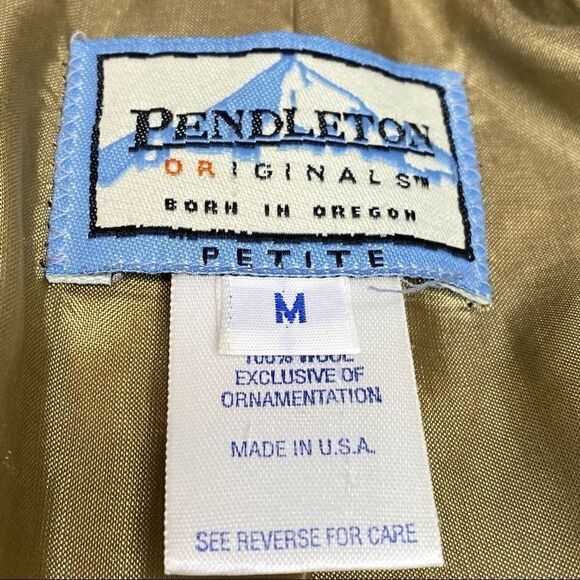 PENDLETON
ORIGINALS™
BORN IN OREGON
PETITE
M
100% WOOL
EXCLUSIVE OF
ORNAMENTATION
MADE IN U.S.A.
SEE REVERSE FOR CARE